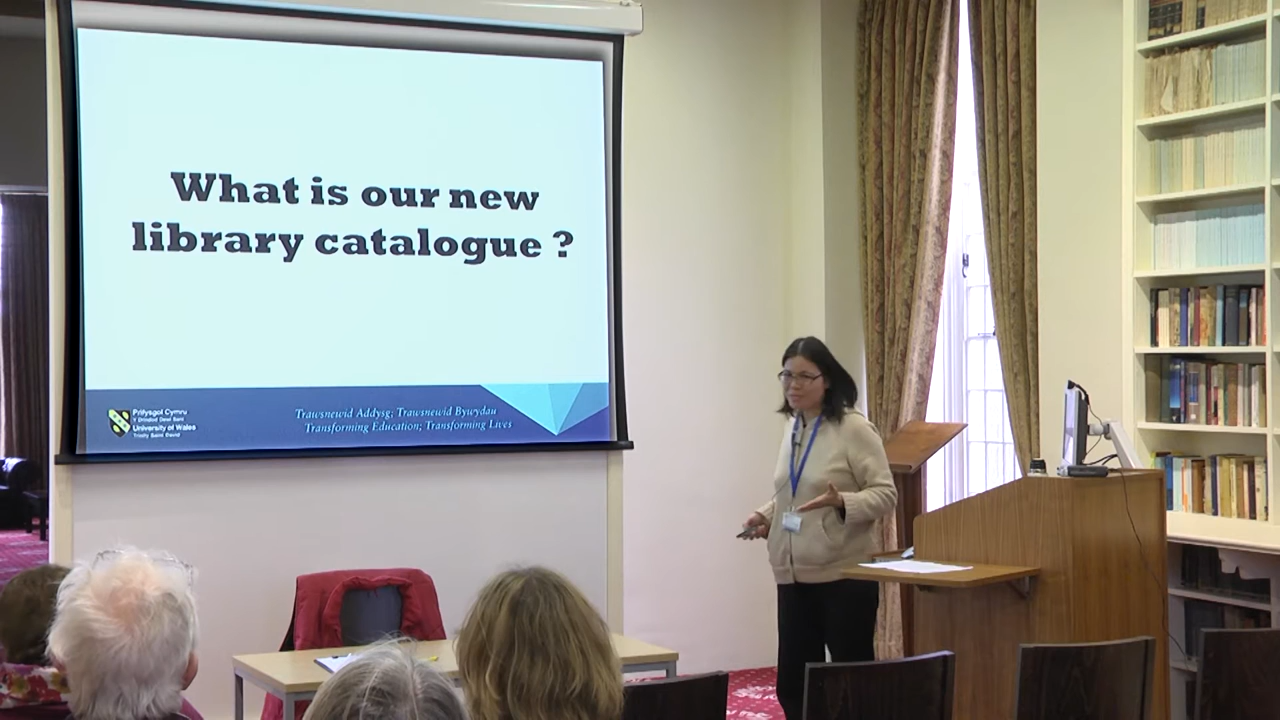 What is our new
library catalogue ?
Prifysgol Cymru
Y Drindod Dewi Sant
University of Wales
Trinity Saint David
Trawsnewid Addysg; Trawsnewid Bywydau
Transforming Education; Transforming Lives